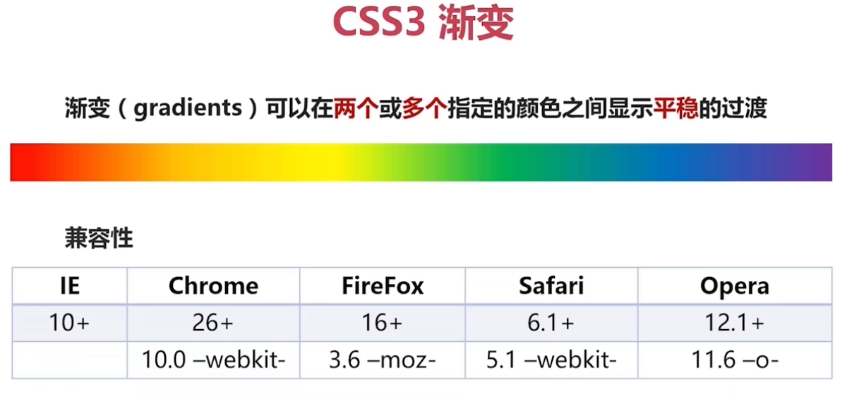 CSS3 渐变
渐变（gradients）可以在两个或多个指定的颜色之间显示平稳的过渡
兼容性
IE Chrome FireFox Safari Opera
10+ 26+ 16+ 6.1+ 12.1+
10.0 –webkit- 3.6 –moz- 5.1 –webkit- 11.6 –o-